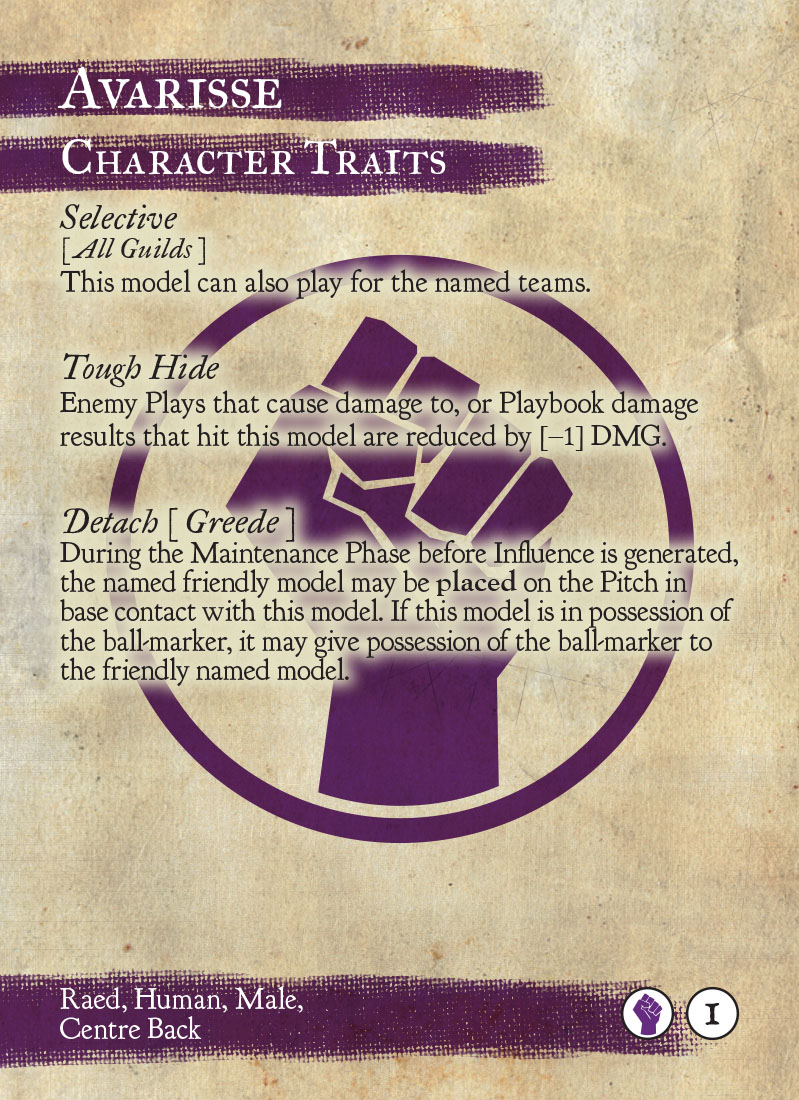 Avarisse
Character Traits
Selective
[ All Guilds ]
This model can also play for the named teams.
Tough Hide
Enemy Plays that cause damage to, or Playbook damage
results that hit this model are reduced by [–1] DMG.
Detach [ Greede ]
During the Maintenance Phase before Influence is generated,
the named friendly model may be placed on the Pitch in
base contact with this model. If this model is in possession of
the ball-marker, it may give possession of the ball-marker to
the friendly named model.
Raed, Human, Male,
Centre Back
1